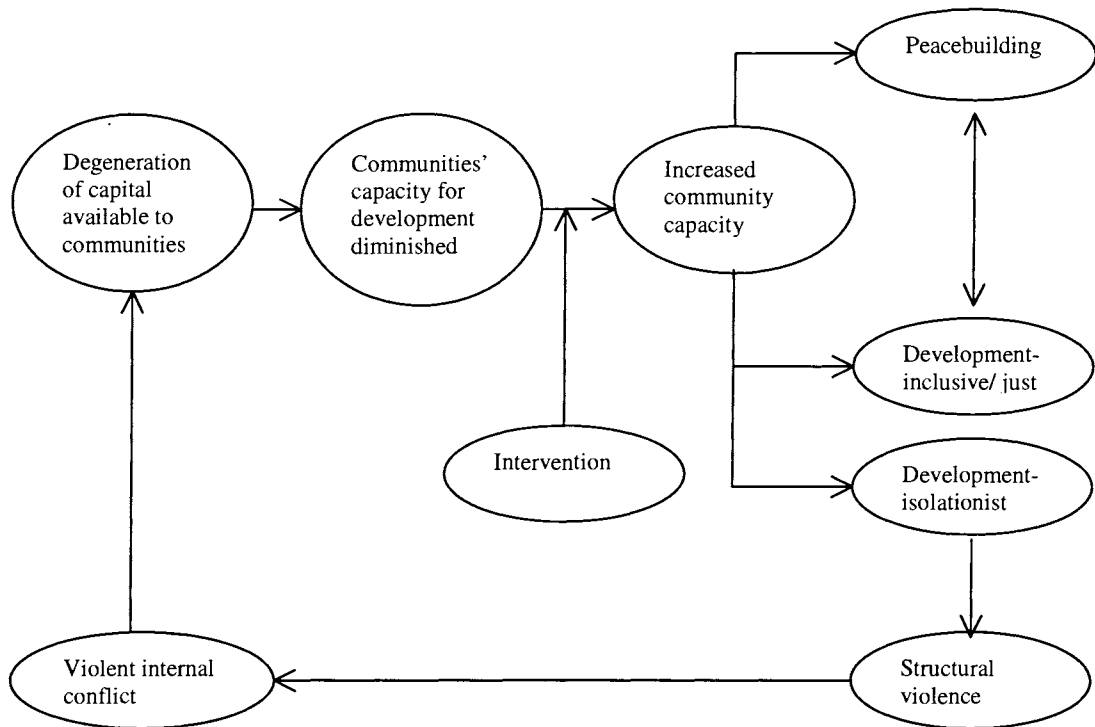 Peacebuilding
Degeneration
of capital
available to
communities
Communities'
capacity for
development
diminished
Increased
community
capacity
Development-
inclusive/ just
Intervention
Development-
isolationist
Violent internal
conflict
Structural
violence